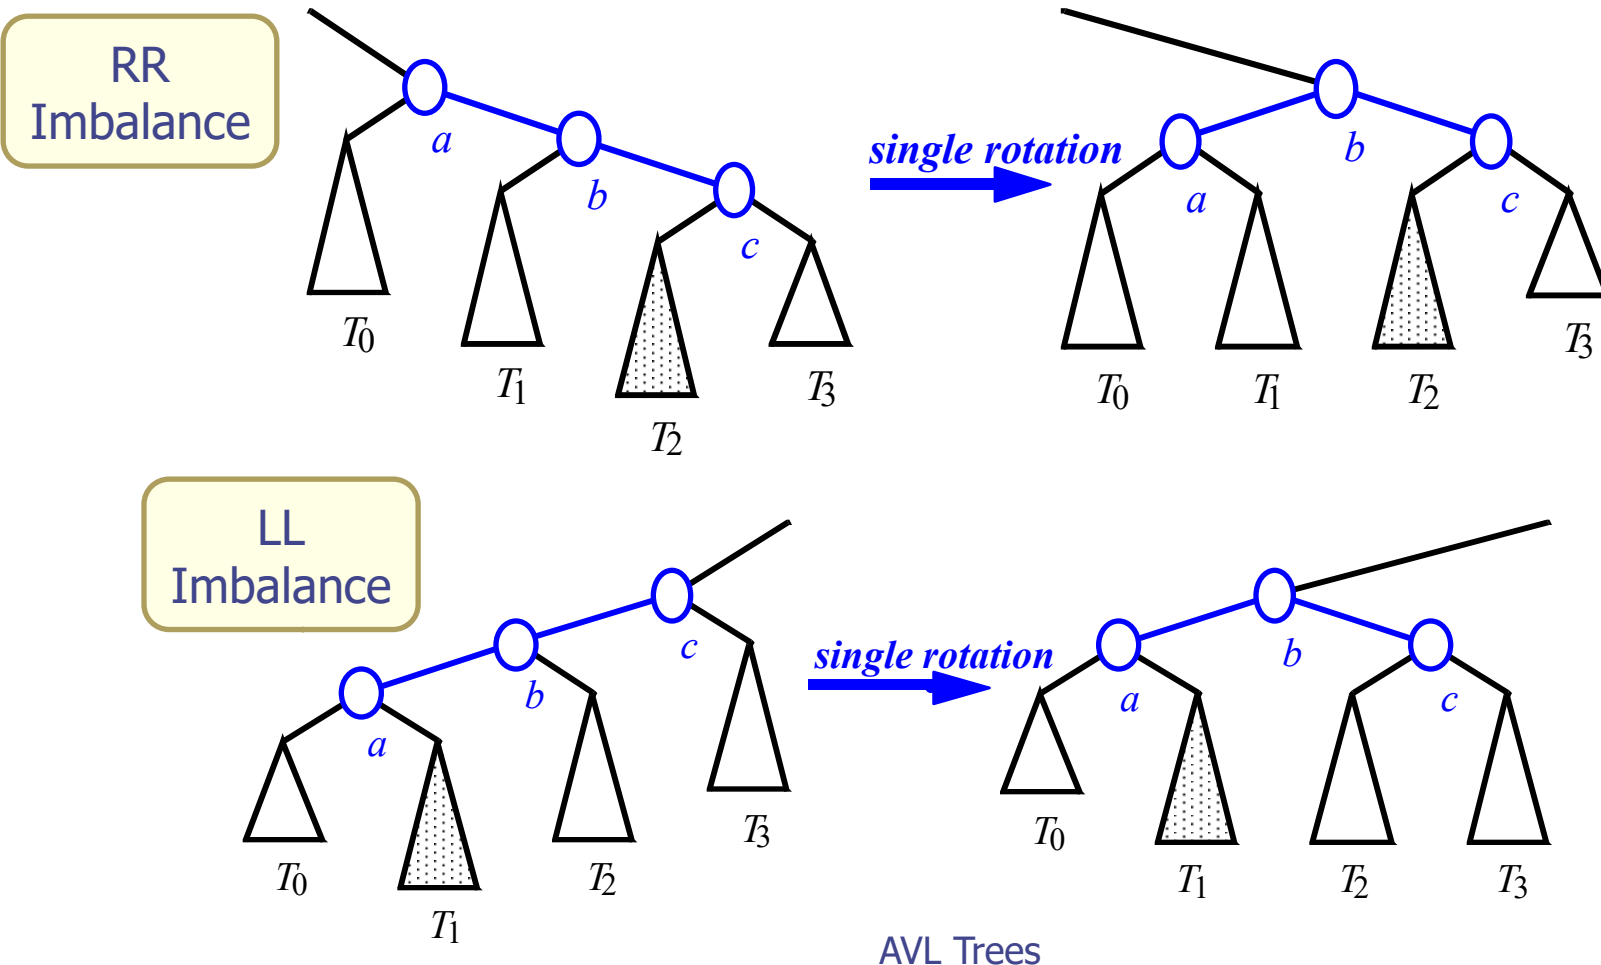 RR
Imbalance
a
b
c
T0
T1
T2
T3
single rotation
b
a
c
T0
T1
T2
T3
LL
Imbalance
c
b
a
T3
T0
T2
T1
single rotation
b
a
c
T0
T1
T2
T3
AVL Trees